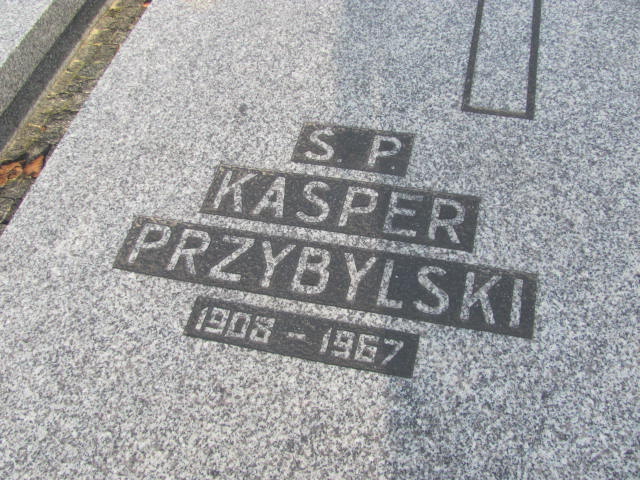 S. P.
KASPER
PRZYBYLSKI
1908 - 1967